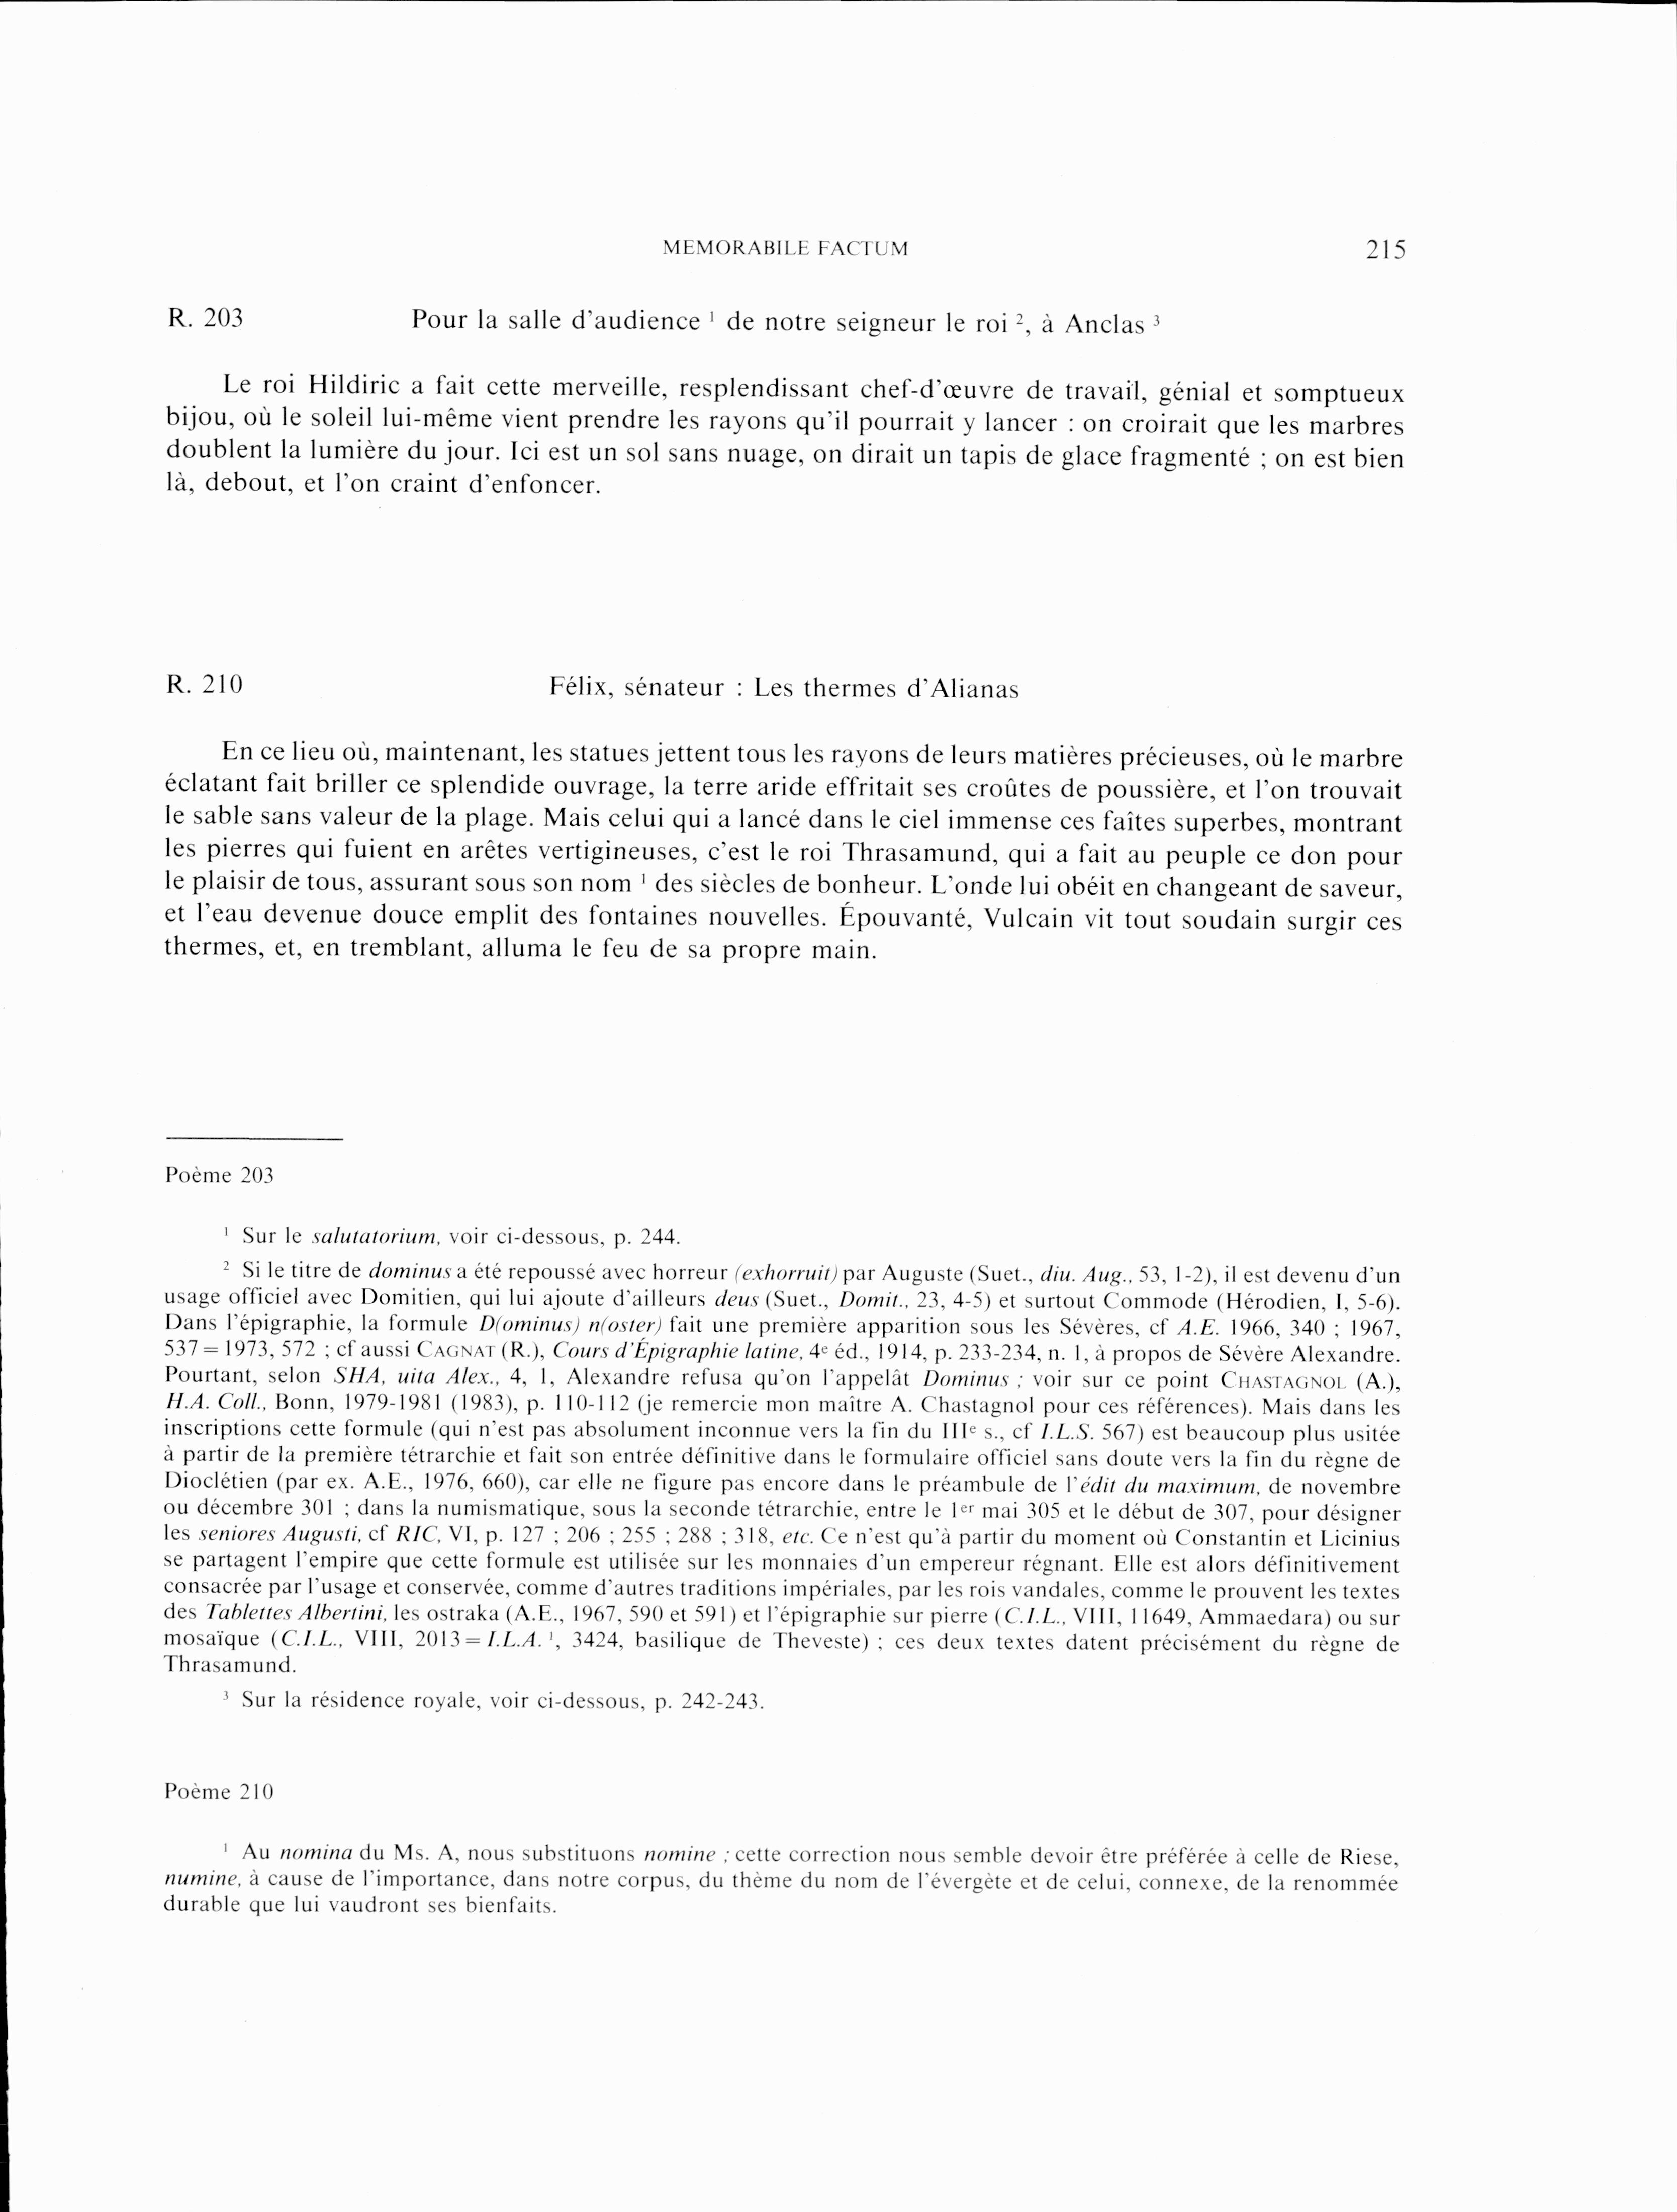 MEMORABILE FACTUM 215
R. 203 Pour la salle d'audience ¹ de notre seigneur le roi ², à Anclas ³
Le roi Hildiric a fait cette merveille, resplendissant chef-d'œuvre de travail, génial et somptueux
bijou, où le soleil lui-même vient prendre les rayons qu'il pourrait y lancer : on croirait que les marbres
doublent la lumière du jour. Ici est un sol sans nuage, on dirait un tapis de glace fragmenté ; on est bien
là, debout, et l'on craint d'enfoncer.
R. 210 Félix, sénateur : Les thermes d'Alianas
En ce lieu où, maintenant, les statues jettent tous les rayons de leurs matières précieuses, où le marbre
éclatant fait briller ce splendide ouvrage, la terre aride effritait ses croûtes de poussière, et l'on trouvait
le sable sans valeur de la plage. Mais celui qui a lancé dans le ciel immense ces faîtes superbes, montrant
les pierres qui fuient en arêtes vertigineuses, c'est le roi Thrasamund, qui a fait au peuple ce don pour
le plaisir de tous, assurant sous son nom ¹ des siècles de bonheur. L'onde lui obéit en changeant de saveur,
et l'eau devenue douce emplit des fontaines nouvelles. Épouvanté, Vulcain vit tout soudain surgir ces
thermes, et, en tremblant, alluma le feu de sa propre main.
Poème 203
¹ Sur le salutatorium, voir ci-dessous, p. 244.
² Si le titre de dominus a été repoussé avec horreur (exhorruit) par Auguste (Suet., diu. Aug., 53, 1-2), il est devenu d'un
usage officiel avec Domitien, qui lui ajoute d'ailleurs deus (Suet., Domit., 23, 4-5) et surtout Commode (Hérodien, I, 5-6).
Dans l'épigraphie, la formule D(ominus) n(oster) fait une première apparition sous les Sévères, cf A.E. 1966, 340 ; 1967,
537 = 1973, 572 ; cf aussi CAGNAT (R.), Cours d'Épigraphie latine, 4e éd., 1914, p. 233-234, n. 1, à propos de Sévère Alexandre.
Pourtant, selon SHA, uita Alex., 4, 1, Alexandre refusa qu'on l'appelât Dominus ; voir sur ce point CHASTAGNOL (A.),
H.A. Coll., Bonn, 1979-1981 (1983), p. 110-112 (je remercie mon maître A. Chastagnol pour ces références). Mais dans les
inscriptions cette formule (qui n'est pas absolument inconnue vers la fin du IIIe s., cf I.L.S. 567) est beaucoup plus usitée
à partir de la première tétrarchie et fait son entrée définitive dans le formulaire officiel sans doute vers la fin du règne de
Dioclétien (par ex. A.E., 1976, 660), car elle ne figure pas encore dans le préambule de l'édit du maximum, de novembre
ou décembre 301 ; dans la numismatique, sous la seconde tétrarchie, entre le 1er mai 305 et le début de 307, pour désigner
les seniores Augusti, cf RIC, VI, p. 127 ; 206 ; 255 ; 288 ; 318, etc. Ce n'est qu'à partir du moment où Constantin et Licinius
se partagent l'empire que cette formule est utilisée sur les monnaies d'un empereur régnant. Elle est alors définitivement
consacrée par l'usage et conservée, comme d'autres traditions impériales, par les rois vandales, comme le prouvent les textes
des Tablettes Albertini, les ostraka (A.E., 1967, 590 et 591) et l'épigraphie sur pierre (C.I.L., VIII, 11649, Ammaedara) ou sur
mosaïque (C.I.L., VIII, 2013 = I.L.A. ¹, 3424, basilique de Theveste) ; ces deux textes datent précisément du règne de
Thrasamund.
³ Sur la résidence royale, voir ci-dessous, p. 242-243.
Poème 210
¹ Au nomina du Ms. A, nous substituons nomine ; cette correction nous semble devoir être préférée à celle de Riese,
numine, à cause de l'importance, dans notre corpus, du thème du nom de l'évergète et de celui, connexe, de la renommée
durable que lui vaudront ses bienfaits.